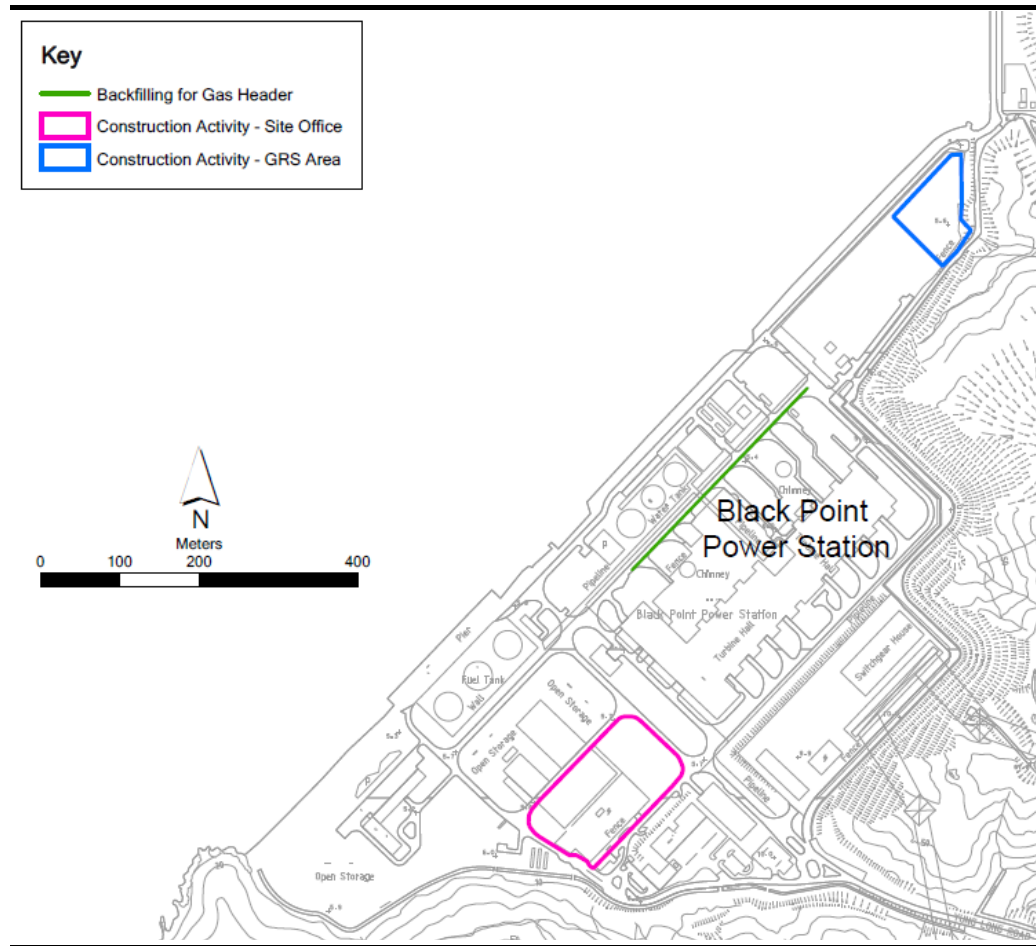 Key
Backfilling for Gas Header
Construction Activity - Site Office
Construction Activity - GRS Area
Fence
N
Meters
0 100 200 400
Black Point
Power Station
Chimney
Water Tank
Pipeline
Fence
Chimney
Black Point Power Station
Turbine Hall
Pipeline
Switchgear House
Pier
Fuel Tank
Wall
Open Storage
Open Storage
Fence
Pipeline
Fence
Open Storage